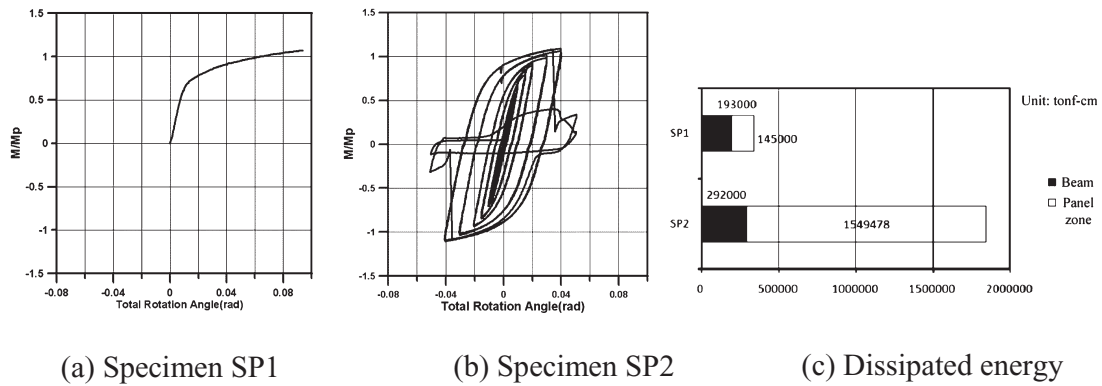 1.5
1
0.5
0
-0.5
-1
-1.5
M/Mp
-0.08 -0.04 0 0.04 0.08
Total Rotation Angle(rad)
(a) Specimen SP1
1.5
1
0.5
0
-0.5
-1
-1.5
M/Mp
-0.08 -0.04 0 0.04 0.08
Total Rotation Angle(rad)
(b) Specimen SP2
Unit: tonf-cm
193000
SP1
145000
292000
SP2
1549478
Beam
Panel
zone
0 500000 1000000 1500000 2000000
(c) Dissipated energy